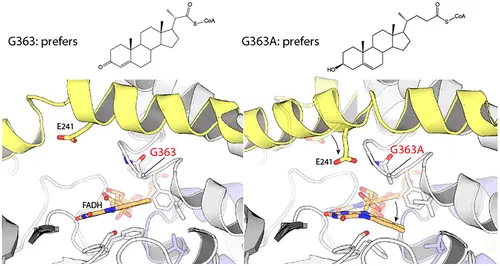 G363: prefers
O
S
CoA
O
G363A: prefers
O
S
CoA
HO
E241
G363
FADH
E241
G363A